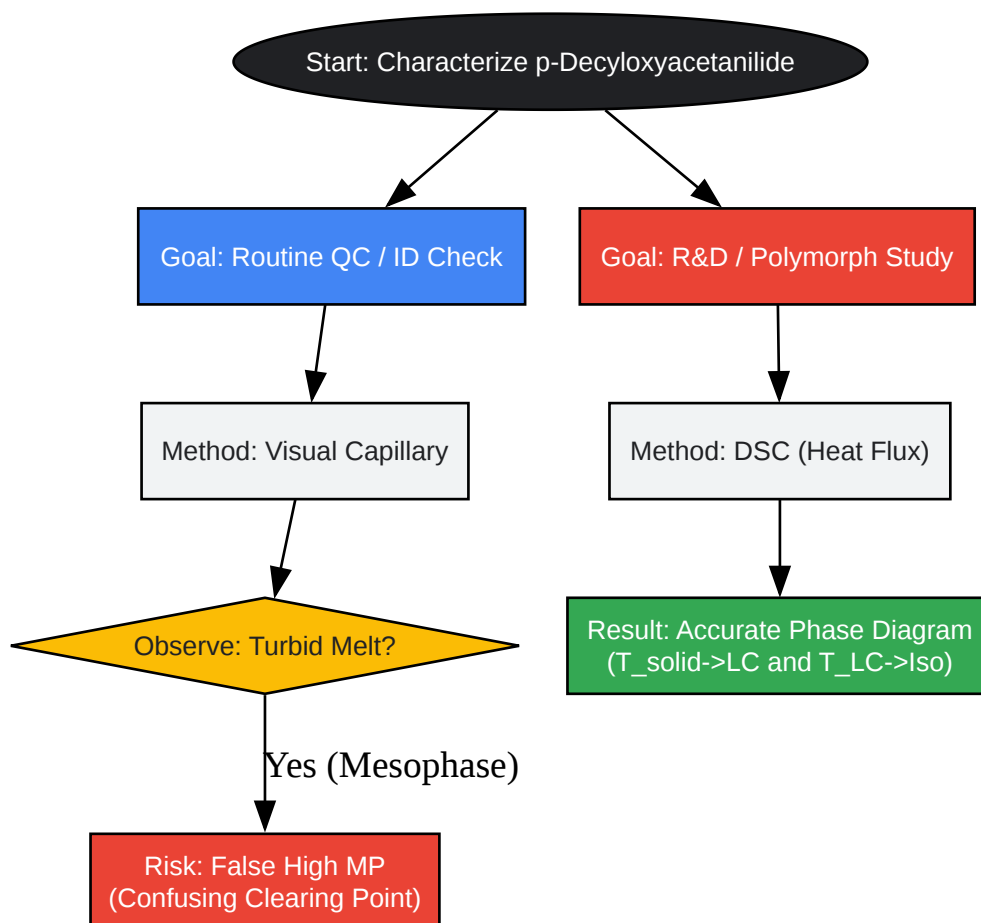 Start: Characterize p-Decyloxyacetanilide
Goal: Routine QC / ID Check
Goal: R&D / Polymorph Study
Method: Visual Capillary
Method: DSC (Heat Flux)
Observe: Turbid Melt?
Result: Accurate Phase Diagram
(T_solid->LC and T_LC->Iso)
Yes (Mesophase)
Risk: False High MP
(Confusing Clearing Point)